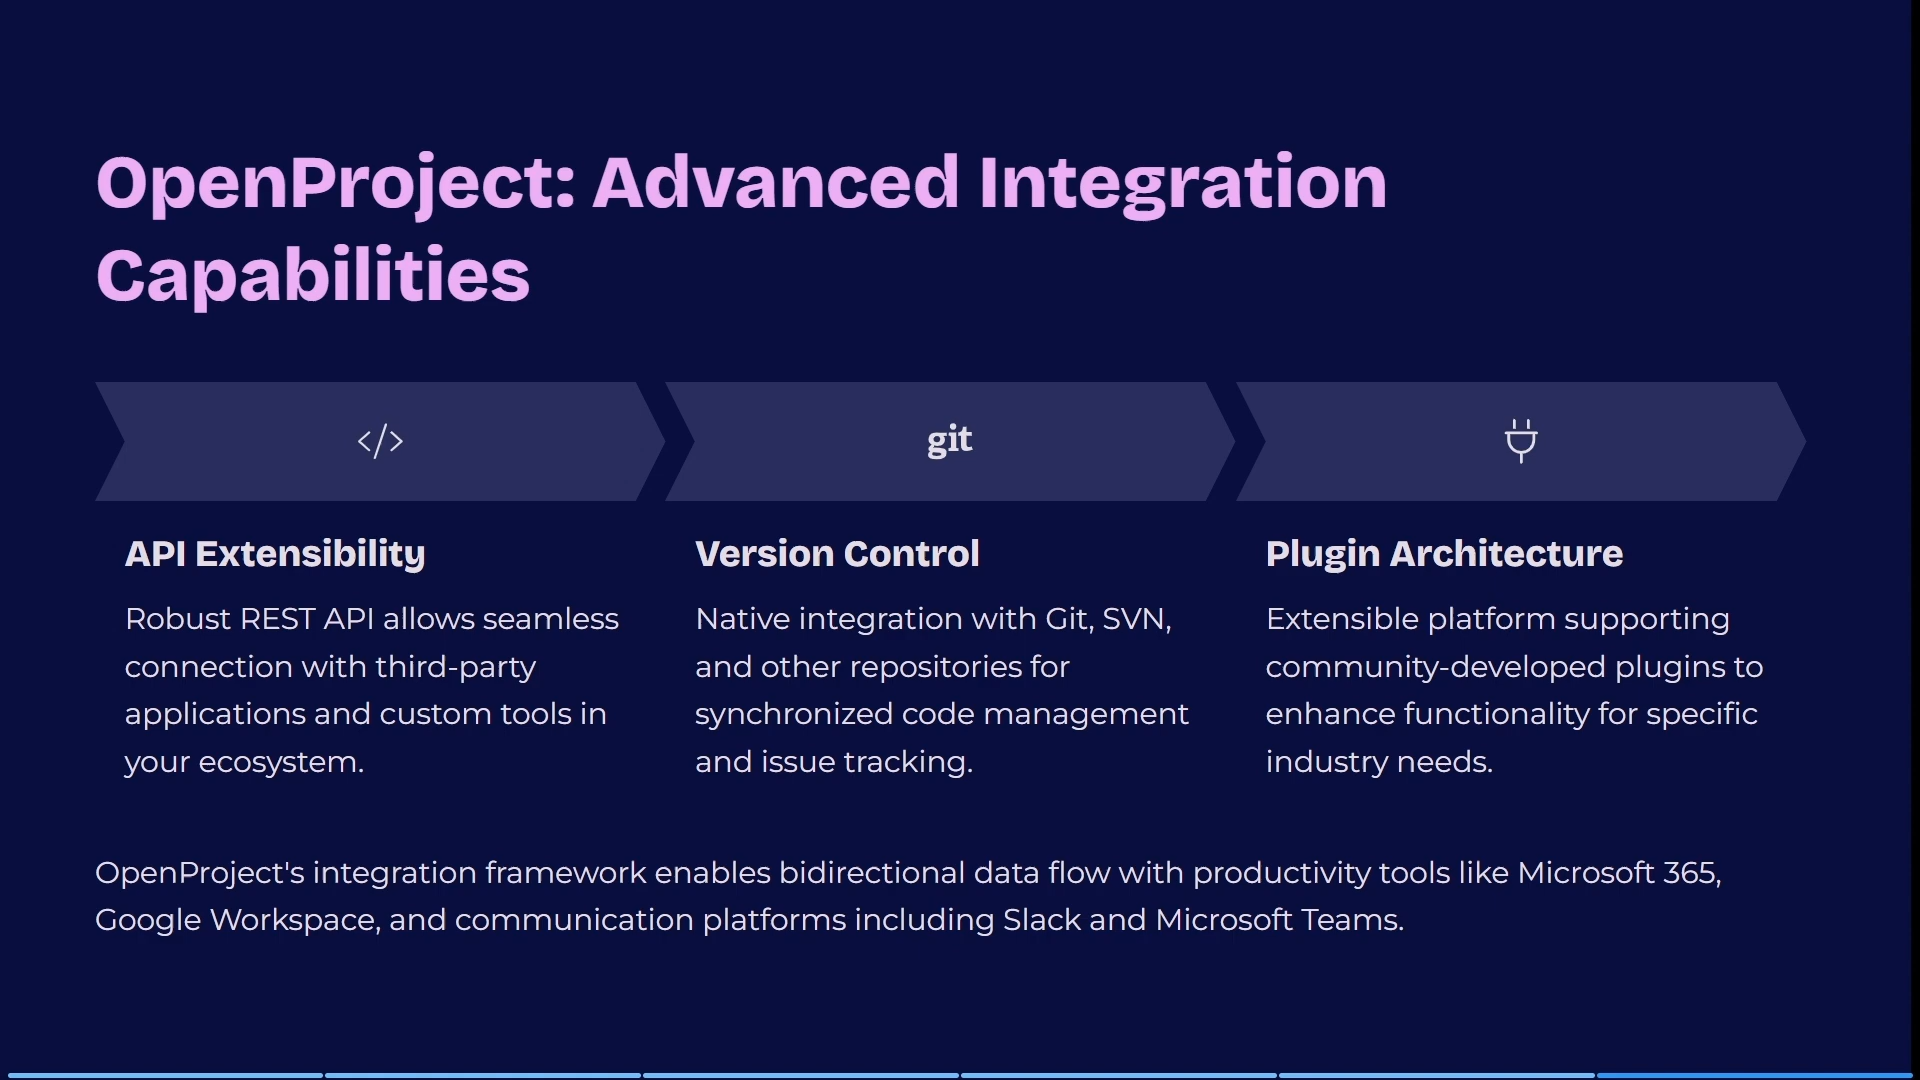 OpenProject: Advanced Integration
Capabilities
</>
git
API Extensibility
Robust REST API allows seamless
connection with third-party
applications and custom tools in
your ecosystem.
Version Control
Native integration with Git, SVN,
and other repositories for
synchronized code management
and issue tracking.
Plugin Architecture
Extensible platform supporting
community-developed plugins to
enhance functionality for specific
industry needs.
OpenProject's integration framework enables bidirectional data flow with productivity tools like Microsoft 365,
Google Workspace, and communication platforms including Slack and Microsoft Teams.